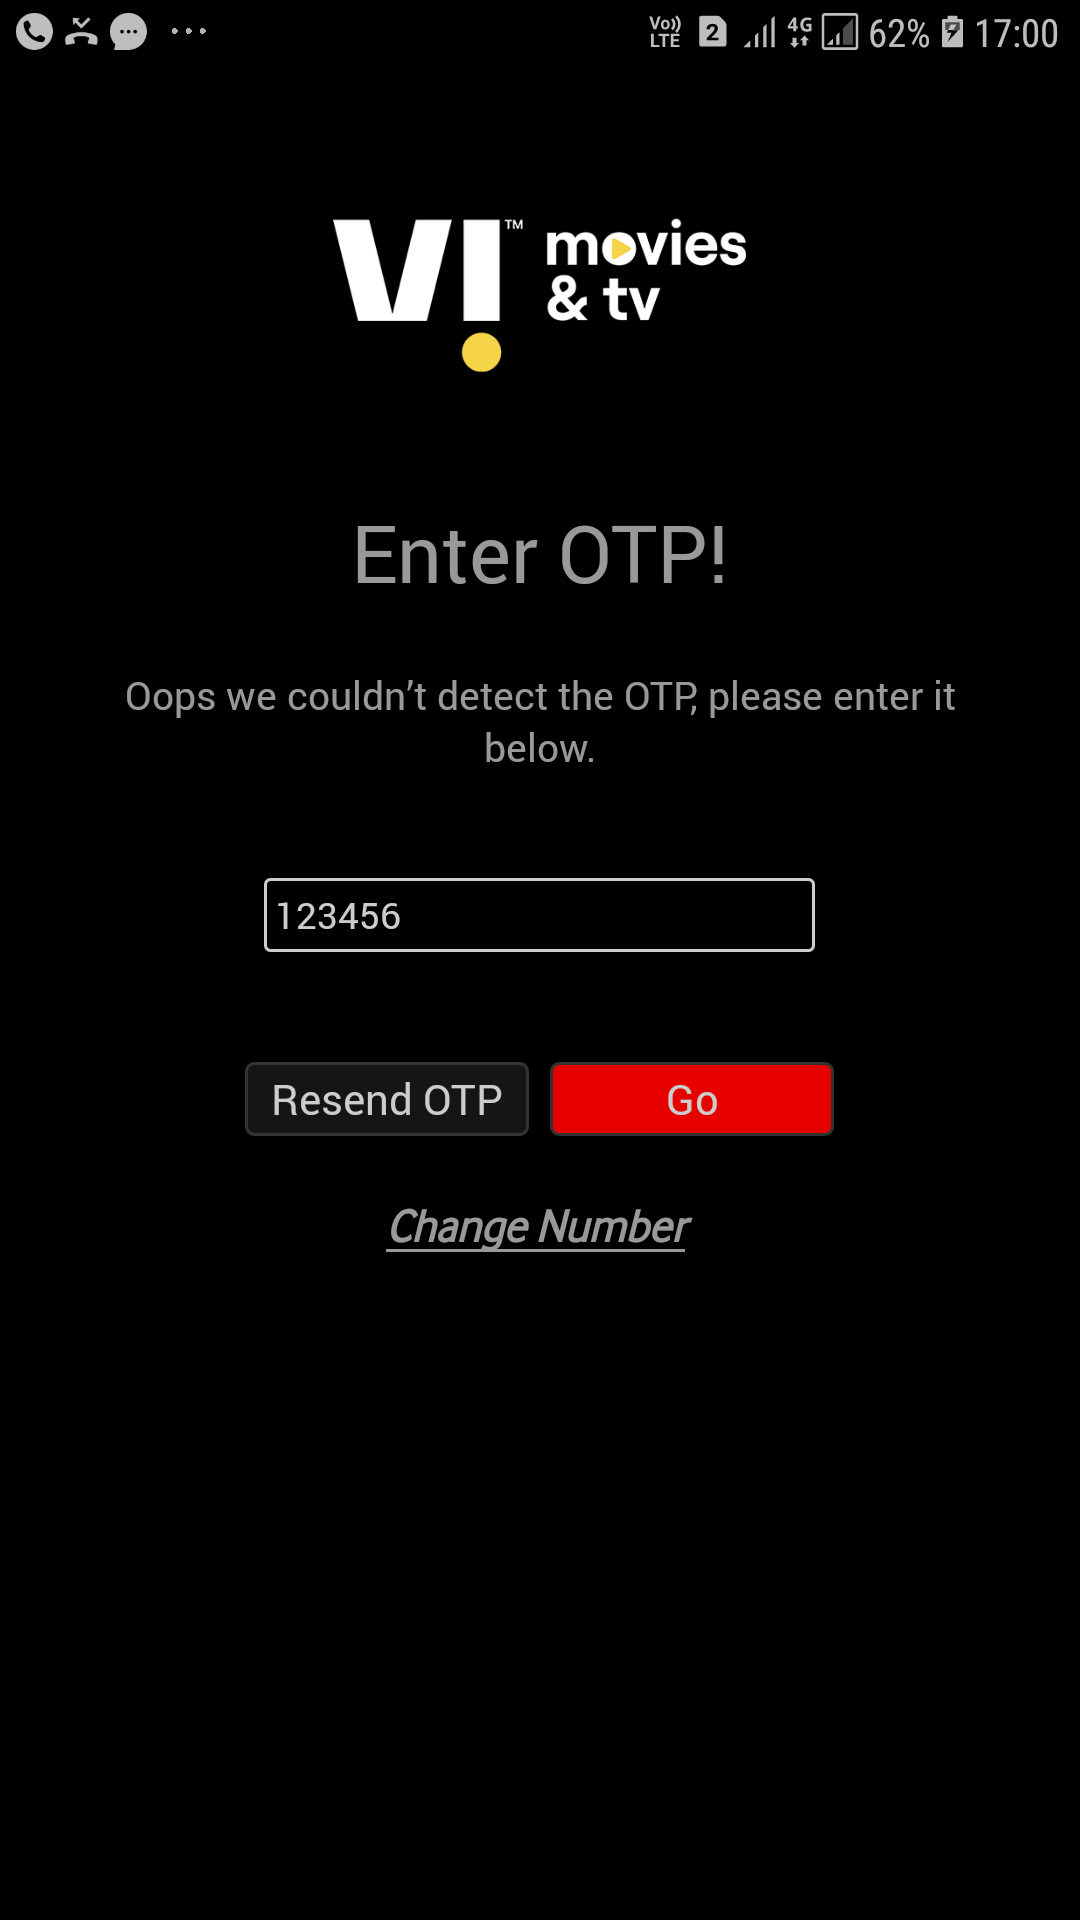 Vo)) LTE 2 4G 62% 17:00
VI™ movies & tv
Enter OTP!
Oops we couldn’t detect the OTP, please enter it
below.
123456
Resend OTP Go
Change Number